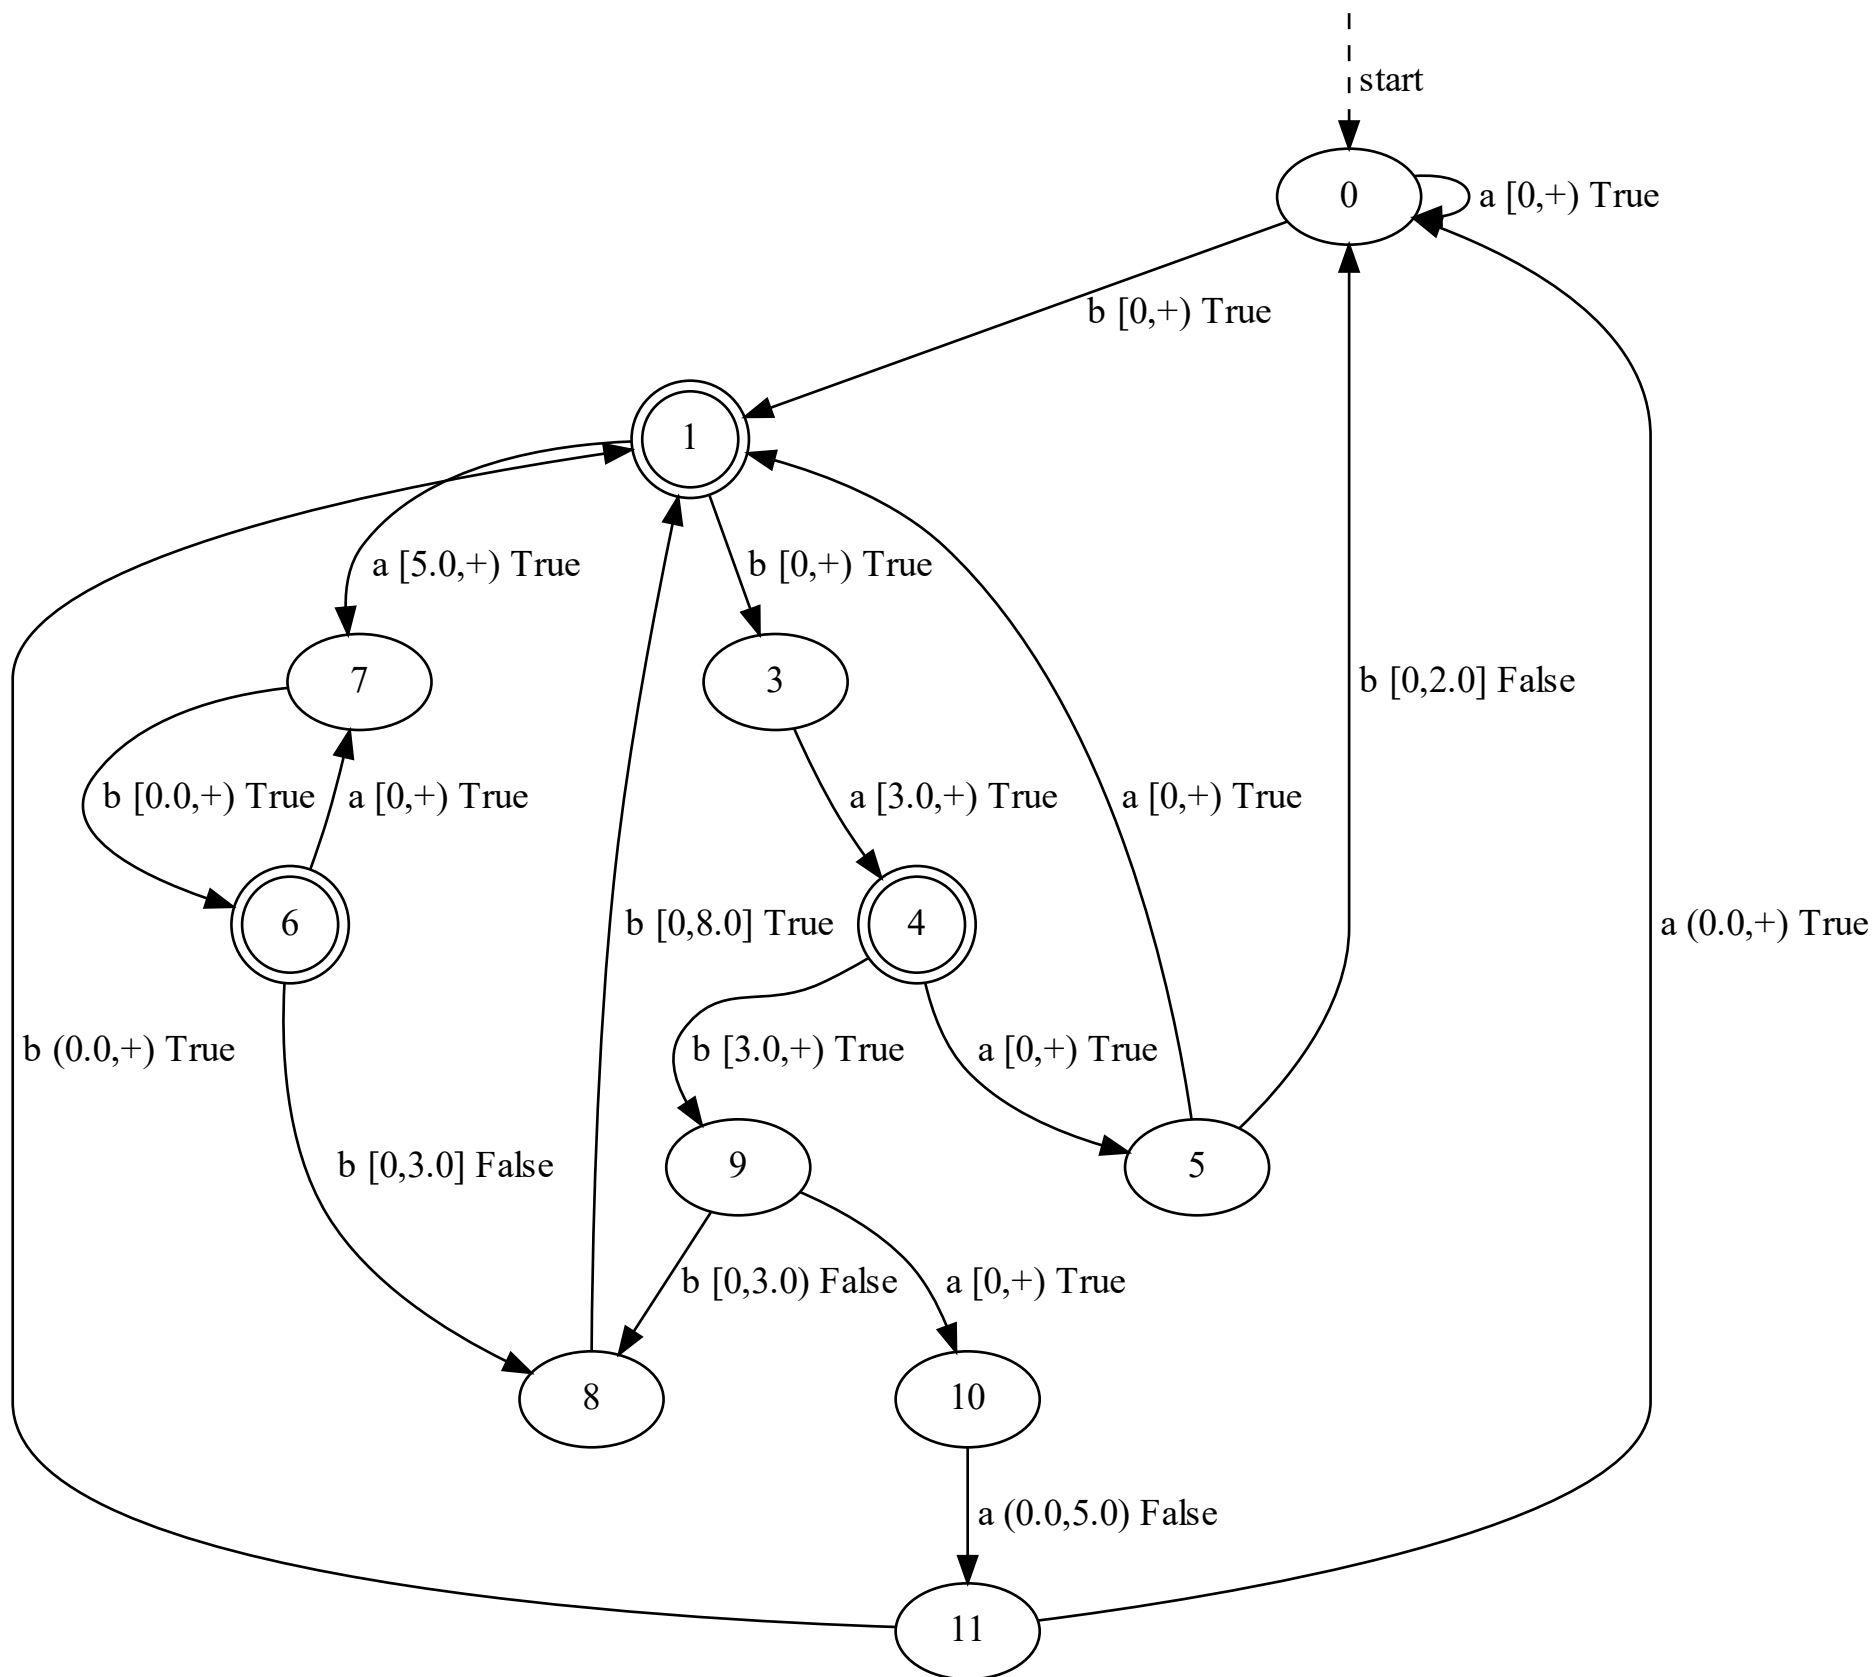 start
0
a [0,+) True
b [0,+) True
1
a [5.0,+) True
b [0,+) True
7
3
b [0,2.0] False
b [0.0,+) True
a [0,+) True
a [3.0,+) True
a [0,+) True
6
b [0,8.0] True
4
a (0.0,+) True
b (0.0,+) True
b [3.0,+) True
a [0,+) True
b [0,3.0] False
9
5
b [0,3.0) False
a [0,+) True
8
10
a (0.0,5.0) False
11